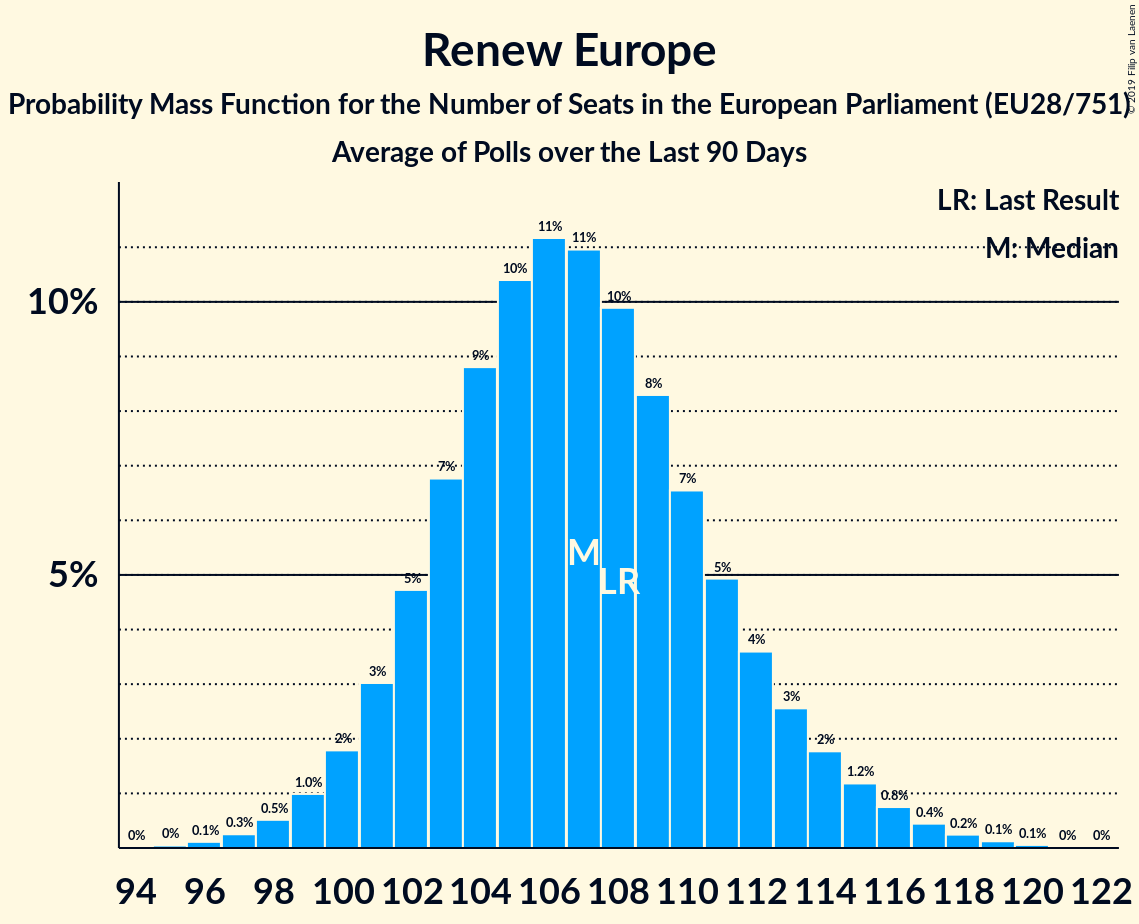 Renew Europe
Probability Mass Function for the Number of Seats in the European Parliament (EU28/751)
Average of Polls over the Last 90 Days
© 2019 Filip van Laenen
LR: Last Result
M: Median
10%
5%
0% 0% 0.1% 0.3% 0.5% 1.0% 2% 3% 5% 7% 9% 10% 11% 11% 10% 8% 7% 5% 4% 3% 2% 1.2% 0.8% 0.4% 0.2% 0.1% 0.1% 0% 0%
M
LR
94 96 98 100 102 104 106 108 110 112 114 116 118 120 122